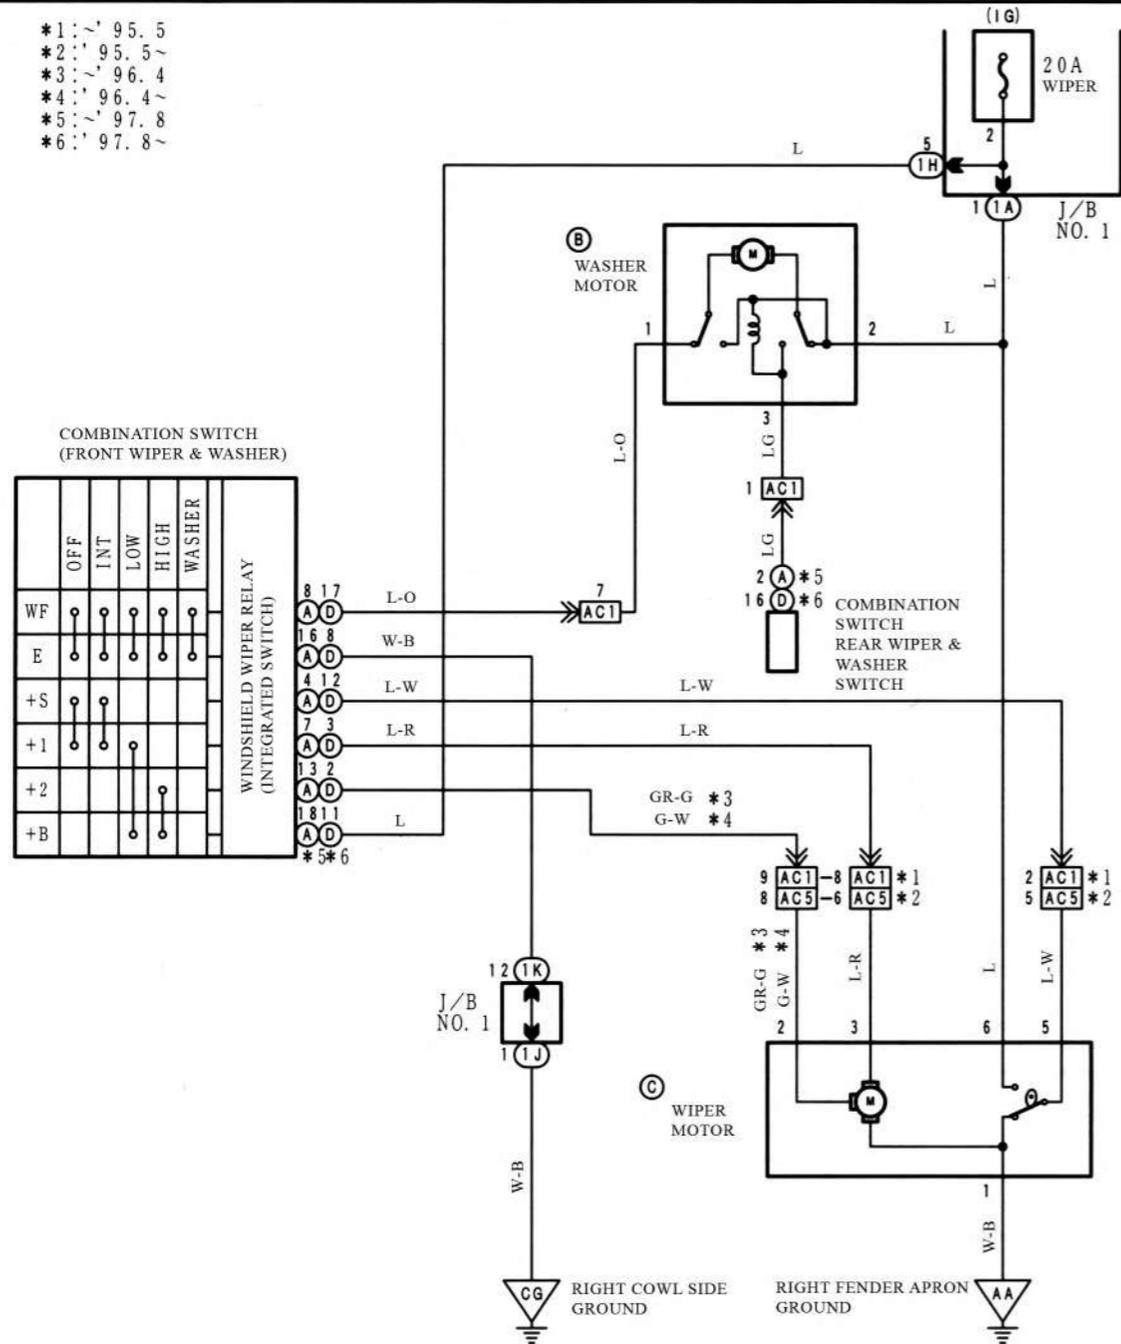 *1:~'95.5
*2:'95.5~
*3:~'96.4
*4:'96.4~
*5:~'97.8
*6:'97.8~
(IG)
20A
WIPER
2
5
1H
L
1
1A
J/B
NO. 1
L
B
WASHER
MOTOR
M
1
2
L
3
L-O
LG
1
AC1
LG
2
A
*5
16
D
*6
COMBINATION
SWITCH
REAR WIPER &
WASHER
SWITCH
COMBINATION SWITCH
(FRONT WIPER & WASHER)
OFF
INT
LOW
HIGH
WASHER
WINDSHIELD WIPER RELAY
(INTEGRATED SWITCH)
WF
8 17
A D
L-O
7
AC1
E
16 8
A D
W-B
+S
4 12
A D
L-W
L-W
+1
7 3
A D
L-R
L-R
+2
13 2
A D
GR-G *3
G-W *4
+B
18 11
A D
L
*5 *6
9 AC1 -8 AC1 *1
8 AC5 -6 AC5 *2
2 AC1 *1
5 AC5 *2
GR-G *3
G-W *4
L-R
L
L-W
12
1K
J/B
NO. 1
1
1J
2
3
6
5
C
WIPER
MOTOR
M
θ
1
W-B
W-B
CG
RIGHT COWL SIDE
GROUND
RIGHT FENDER APRON
GROUND
AA